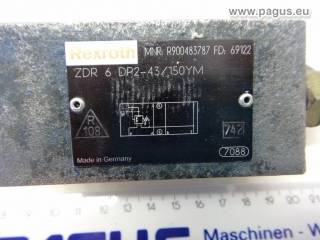 © www.pagus.eu
Rexroth
MNR: R900483787 FD: 69122
ZDR 6 DP2-43/150YM
R
108
742
Made in Germany
7088
Maschinen - W